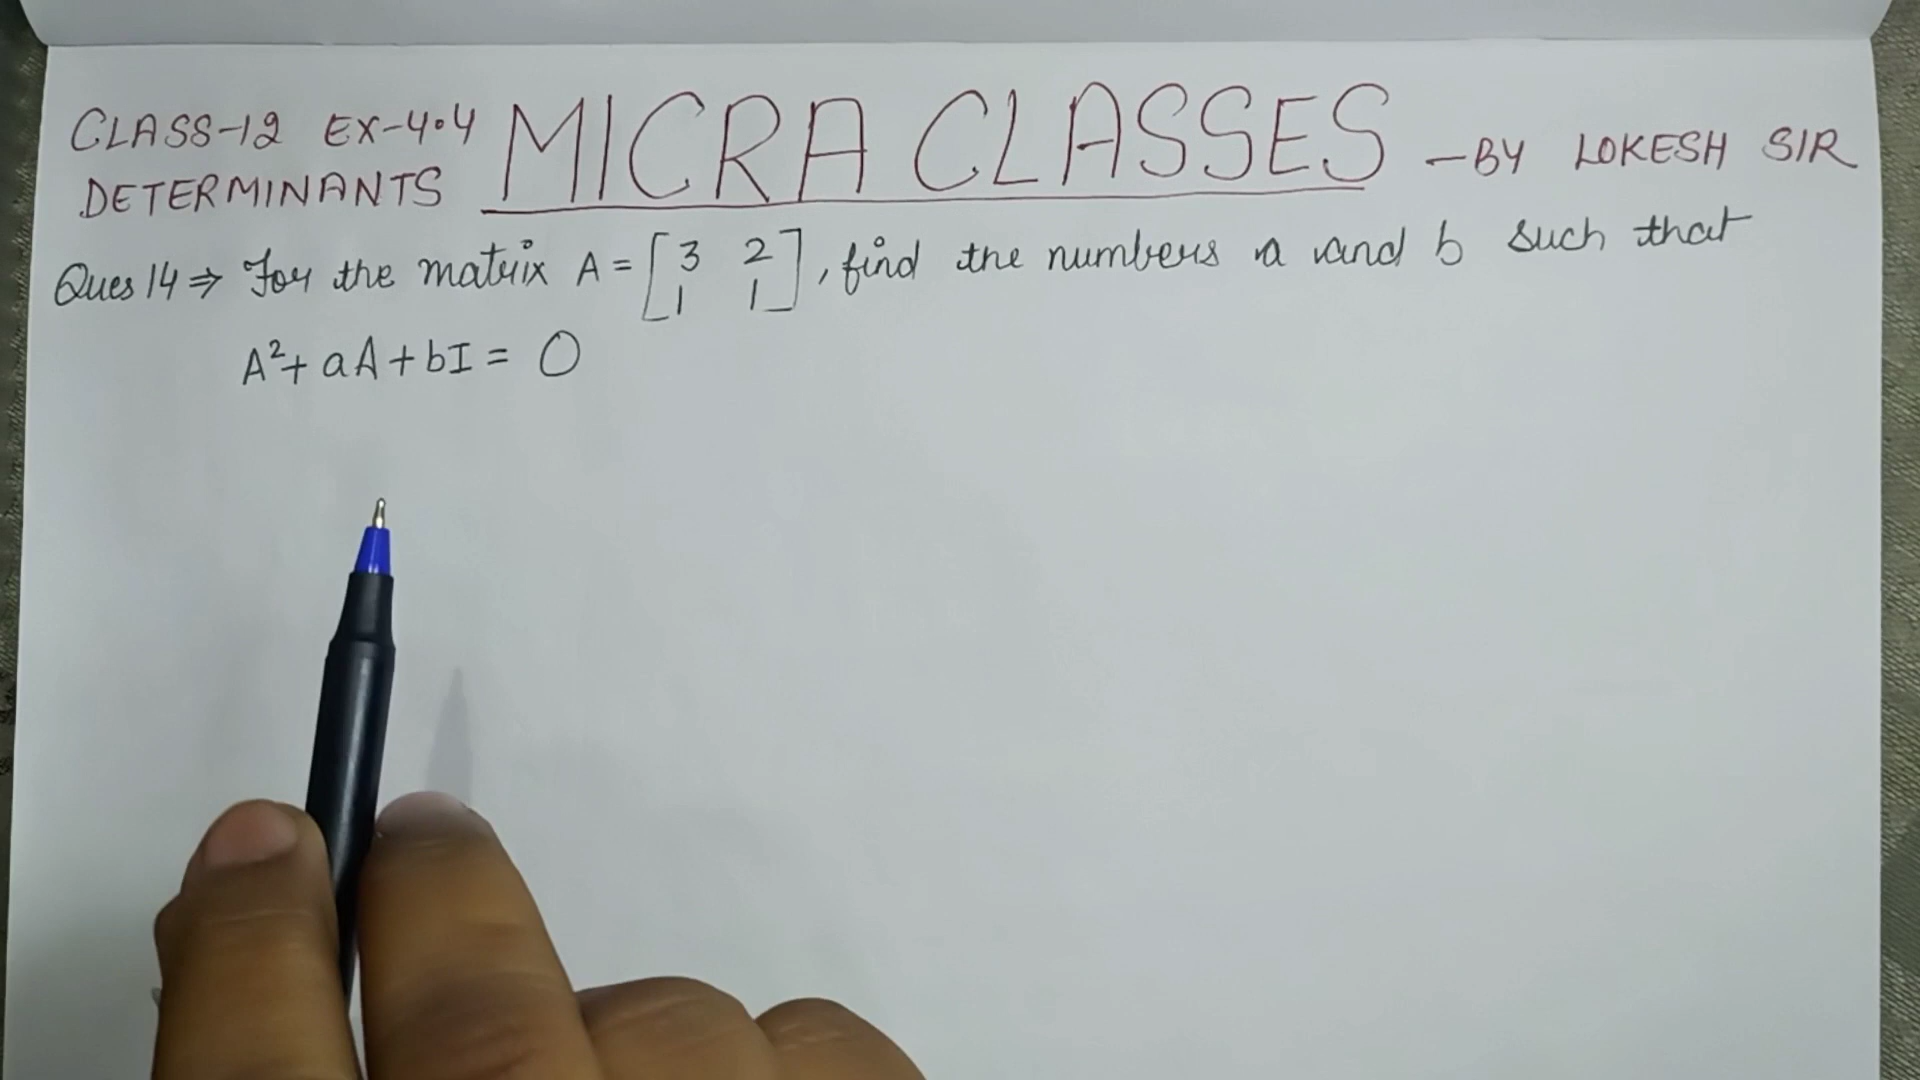 CLASS-12 EX-4.4 MICRA CLASSES -BY LOKESH SIR
DETERMINANTS
Ques 14 ⇒ For the matrix A = [3 2; 1 1], find the numbers a and b such that
A² + aA + bI = O